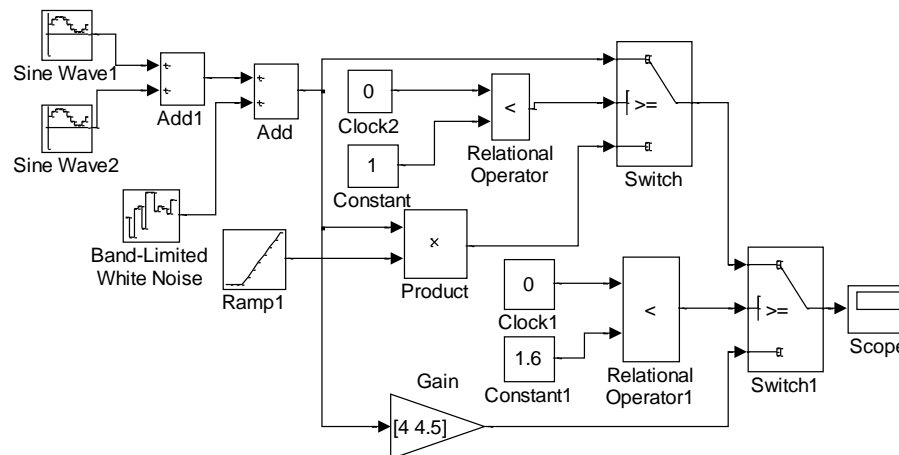 Sine Wave1
Add1
Add
Sine Wave2
0
Clock2
<
Relational
Operator
>=
Switch
1
Constant
Band-Limited
White Noise
Ramp1
×
Product
0
Clock1
<
1.6
Constant1
Relational
Operator1
>=
Switch1
Scope
Gain
[4 4.5]